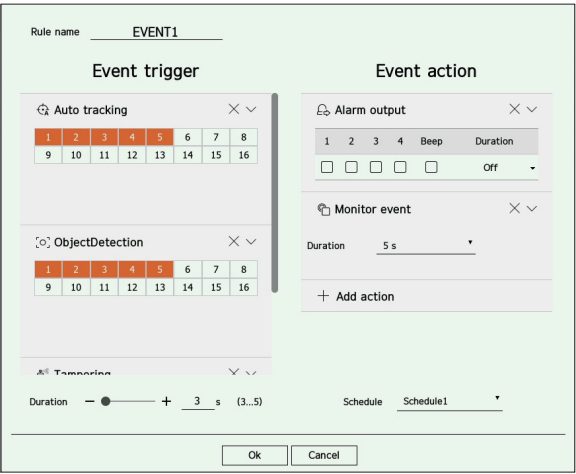 Rule name EVENT1
Event trigger
Auto tracking
1 2 3 4 5 6 7 8
9 10 11 12 13 14 15 16
ObjectDetection
1 2 3 4 5 6 7 8
9 10 11 12 13 14 15 16
Tampering
Duration — + 3 s (3...5)
Event action
Alarm output
1 2 3 4 Beep Duration
Off
Monitor event
Duration 5 s
+ Add action
Schedule Schedule1
Ok Cancel